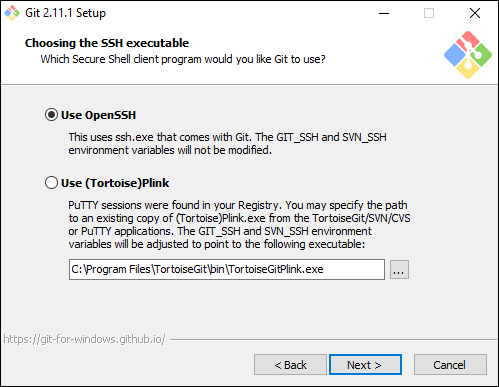 Git 2.11.1 Setup
Choosing the SSH executable
Which Secure Shell client program would you like Git to use?
Use OpenSSH
This uses ssh.exe that comes with Git. The GIT_SSH and SVN_SSH
environment variables will not be modified.
Use (Tortoise)Plink
PuTTY sessions were found in your Registry. You may specify the path
to an existing copy of (Tortoise)Plink.exe from the TortoiseGit/SVN/CVS
or PuTTY applications. The GIT_SSH and SVN_SSH environment
variables will be adjusted to point to the following executable:
C:\Program Files\TortoiseGit\bin\TortoiseGitPlink.exe
...
https://git-for-windows.github.io/
< Back
Next >
Cancel